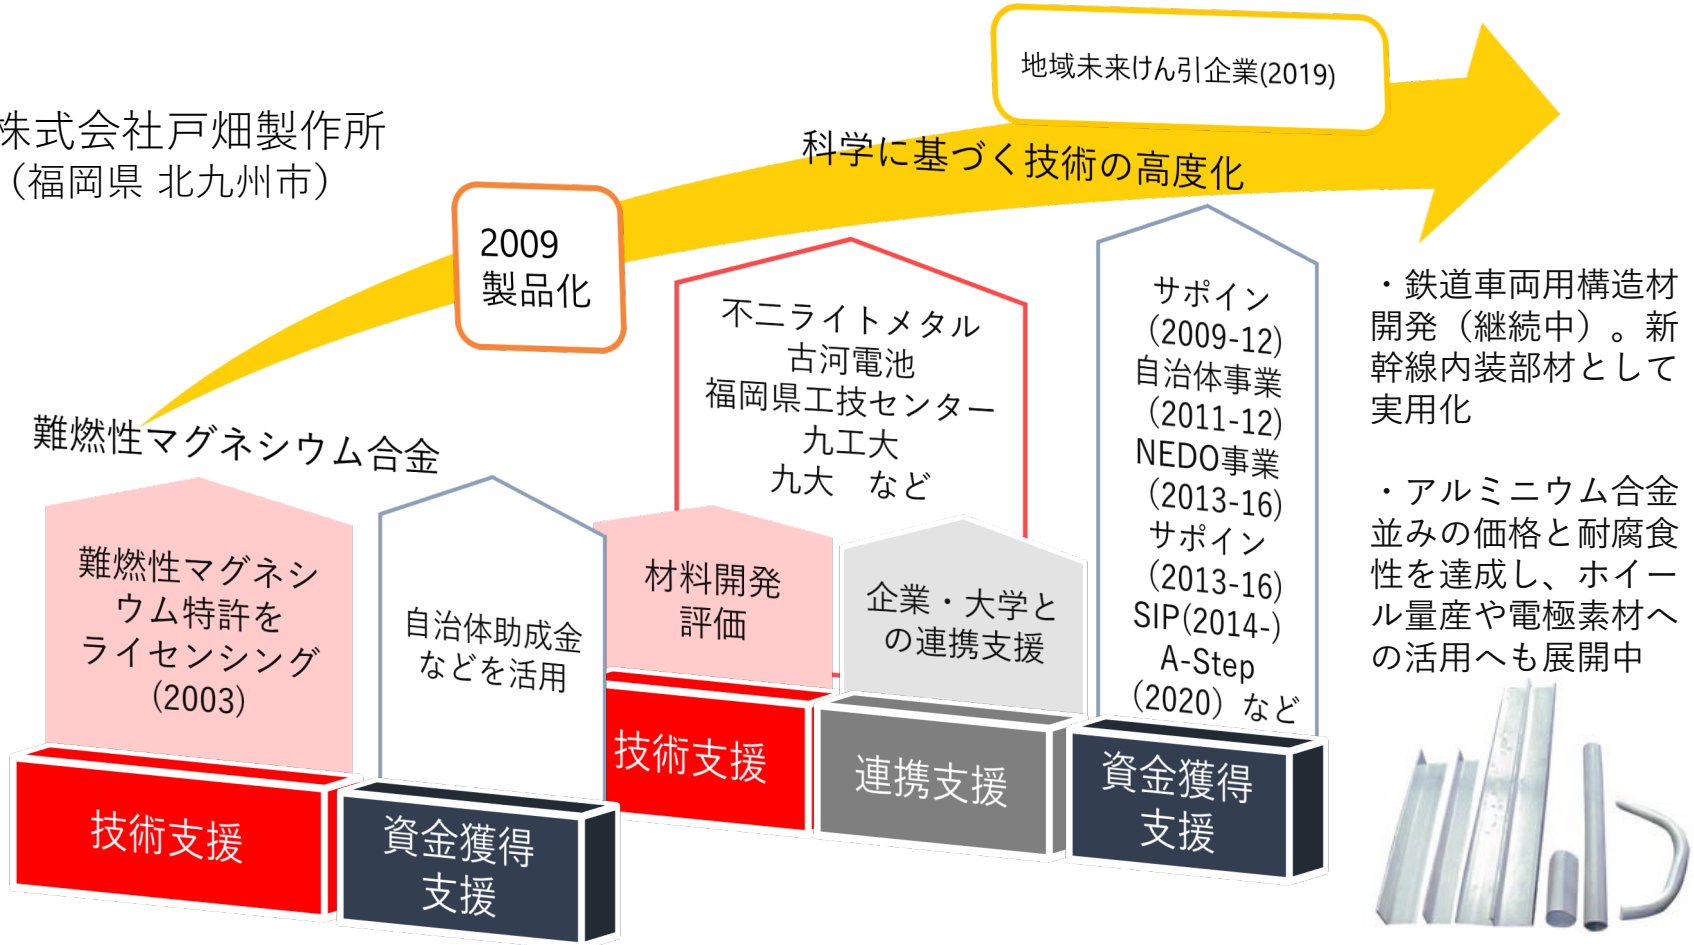 地域未来けん引企業(2019)
株式会社戸畑製作所
（福岡県 北九州市）
科学に基づく技術の高度化
2009
製品化
難燃性マグネシウム合金
難燃性マグネシ
ウム特許を
ライセンシング
(2003)
技術支援
自治体助成金
などを活用
資金獲得
支援
不二ライトメタル
古河電池
福岡県工技センター
九工大
九大　など
材料開発
評価
技術支援
企業・大学と
の連携支援
連携支援
サポイン
(2009-12)
自治体事業
(2011-12)
NEDO事業
(2013-16)
サポイン
(2013-16)
SIP(2014-)
A-Step
(2020）など
資金獲得
支援
・鉄道車両用構造材
開発（継続中）。新
幹線内装部材として
実用化
・アルミニウム合金
並みの価格と耐腐食
性を達成し、ホイー
ル量産や電極素材へ
の活用へも展開中